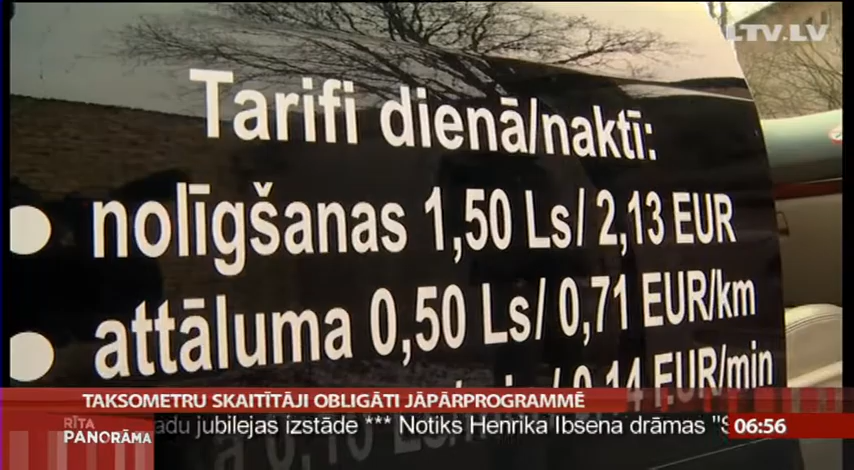 LTV.LV
Tarifi dienā/naktī:
nolīgšanas 1,50 Ls/ 2,13 EUR
attāluma 0,50 Ls/ 0,71 EUR/km
0,14 EUR/min
TAKSOMETRU SKAITĪTĀJI OBLIGĀTI JĀPĀRPROGRAMMĒ
RĪTA
PANORĀMA
jubilejas izstāde *** Notiks Henrika Ibsena drāmas
06:56